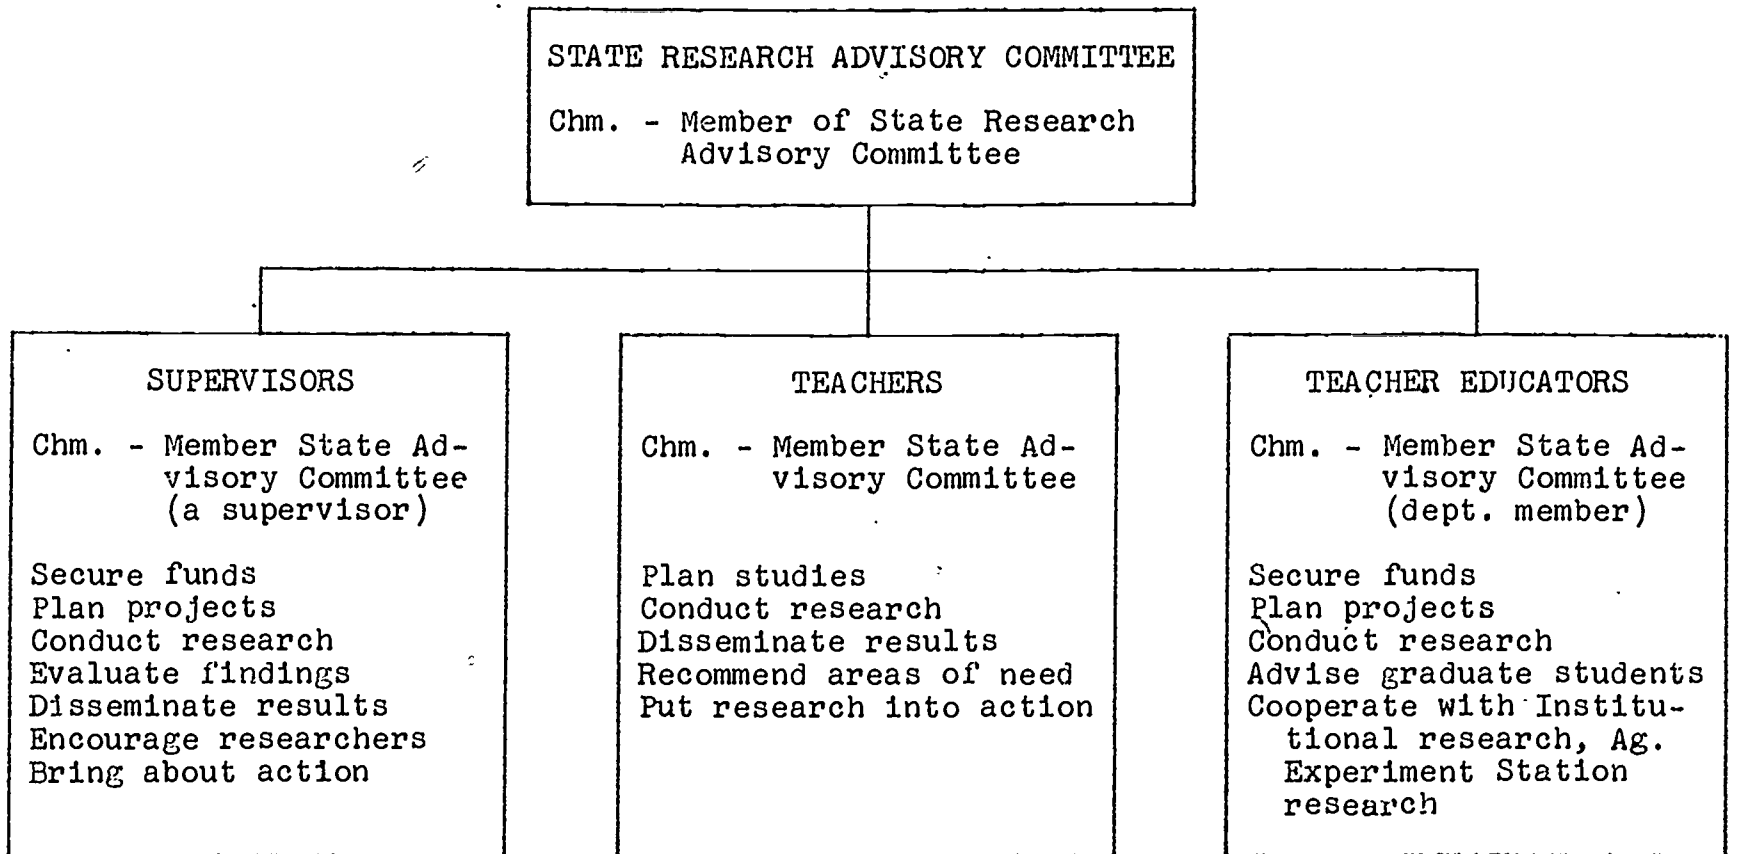 STATE RESEARCH ADVISORY COMMITTEE
Chm. - Member of State Research
Advisory Committee
SUPERVISORS
Chm. - Member State Ad-
visory Committee
(a supervisor)
Secure funds
Plan projects
Conduct research
Evaluate findings
Disseminate results
Encourage researchers
Bring about action
TEACHERS
Chm. - Member State Ad-
visory Committee
Plan studies
Conduct research
Disseminate results
Recommend areas of need
Put research into action
TEACHER EDUCATORS
Chm. - Member State Ad-
visory Committee
(dept. member)
Secure funds
Plan projects
Conduct research
Advise graduate students
Cooperate with Institu-
tional research, Ag.
Experiment Station
research